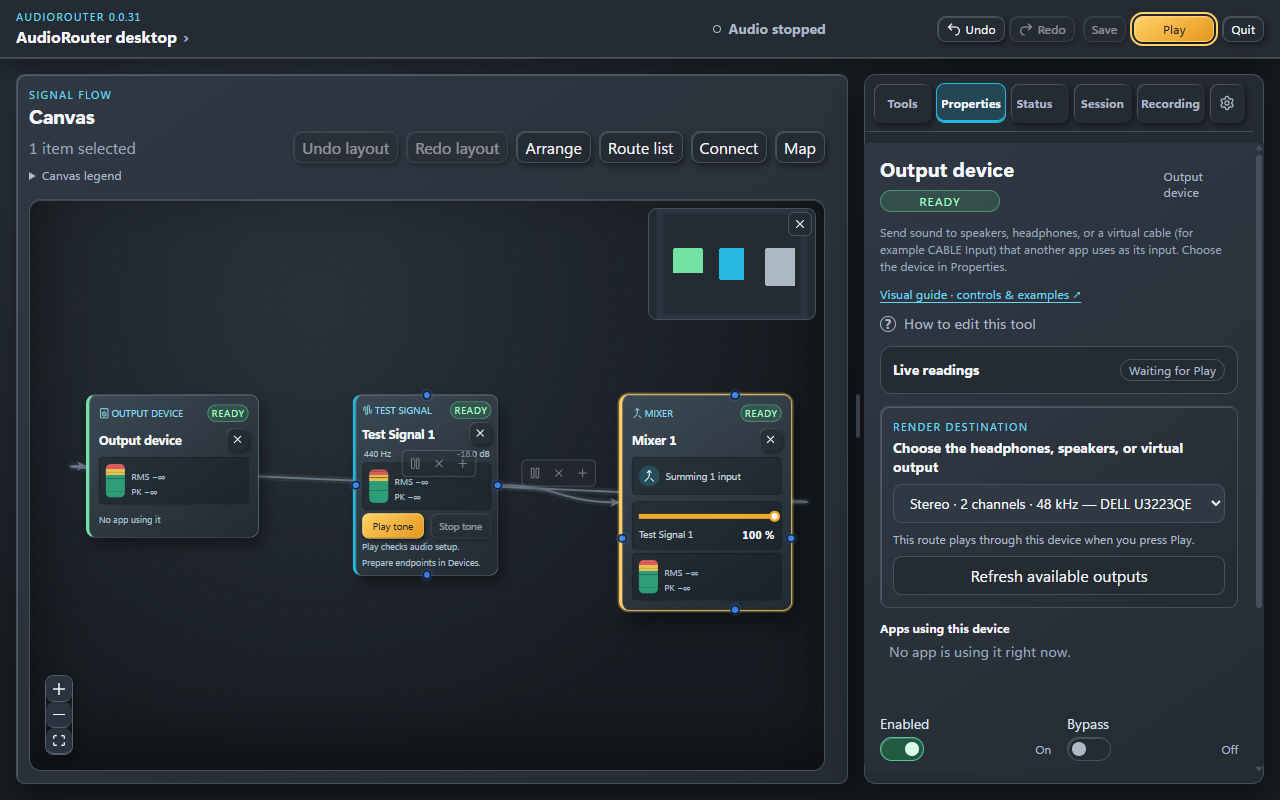 AUDIOROUTER 0.0.31
AudioRouter desktop ›
Audio stopped
Undo
Redo
Save
Play
Quit
SIGNAL FLOW
Canvas
1 item selected
Undo layout
Redo layout
Arrange
Route list
Connect
Map
Canvas legend
OUTPUT DEVICE
READY
Output device
RMS −∞
PK −∞
No app using it
TEST SIGNAL
READY
Test Signal 1
440 Hz
-18.0 dB
RMS −∞
PK −∞
Play tone
Stop tone
Play checks audio setup.
Prepare endpoints in Devices.
MIXER
READY
Mixer 1
Summing 1 input
Test Signal 1
100 %
RMS −∞
PK −∞
Tools
Properties
Status
Session
Recording
Output device
Output
device
READY
Send sound to speakers, headphones, or a virtual cable (for
example CABLE Input) that another app uses as its input. Choose
the device in Properties.
Visual guide · controls & examples ↗
? How to edit this tool
Live readings
Waiting for Play
RENDER DESTINATION
Choose the headphones, speakers, or virtual
output
Stereo · 2 channels · 48 kHz — DELL U3223QE
This route plays through this device when you press Play.
Refresh available outputs
Apps using this device
No app is using it right now.
Enabled
On
Bypass
Off